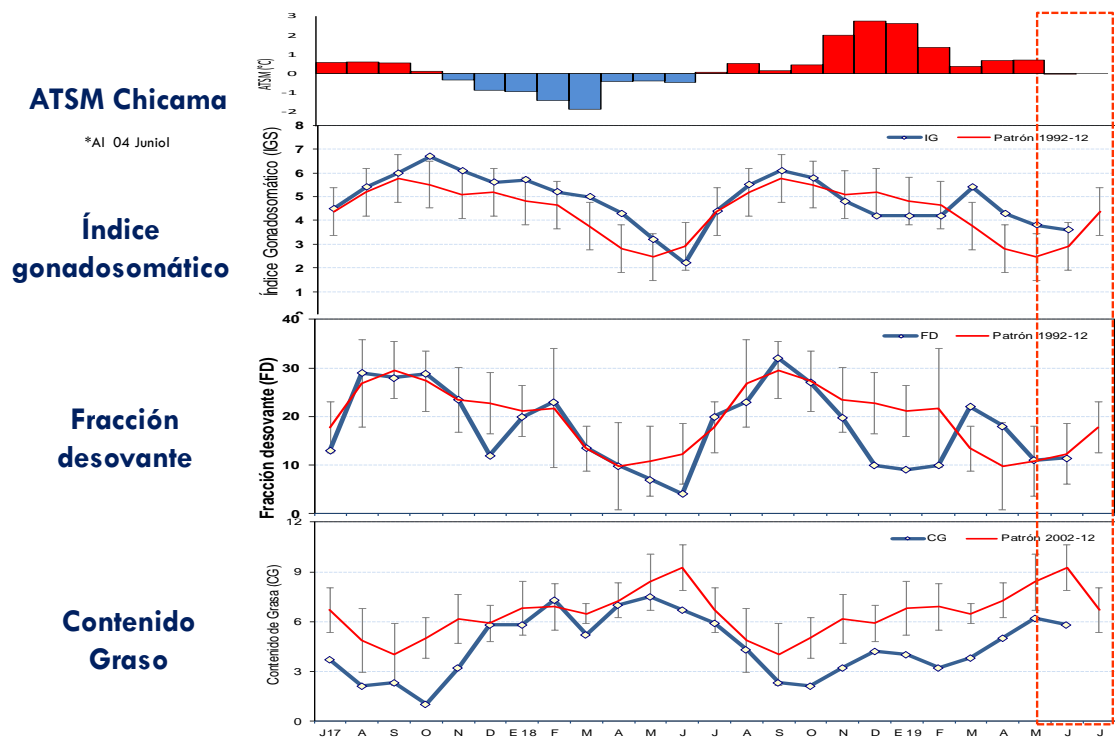 ATSM Chicama
*Al 04 Juniol
Índice
gonadosomático
Fracción
desovante
Contenido
Graso
ATSM (°C)
3
2
1
0
-1
-2
Índice Gonadosomático (IGS)
8
7
6
5
4
3
2
1
IG
Patrón 1992-12
Fracción desovante (FD)
40
30
20
10
0
FD
Patrón 1992-12
Contenido de Grasa (CG)
12
9
6
3
0
CG
Patrón 2002-12
J 17 A S O N D E 18 F M A M J J A S O N D E 19 F M A M J J